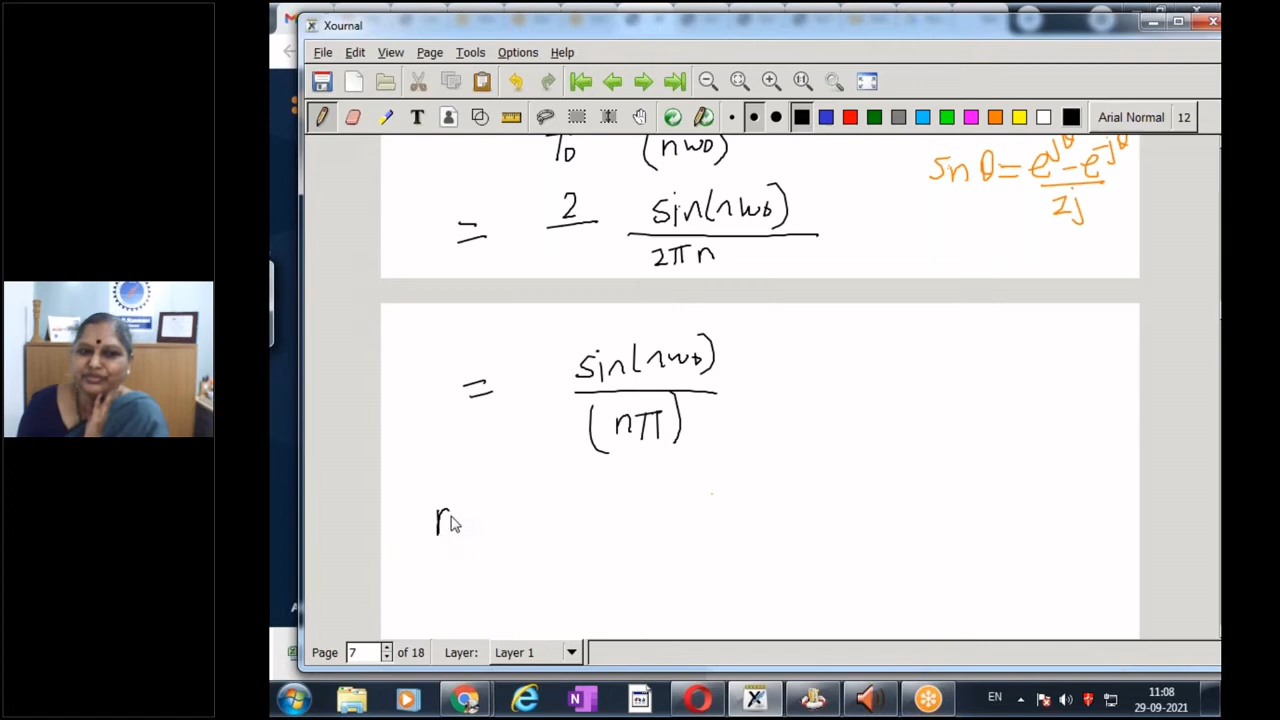 Xournal
File Edit View Page Tools Options Help
Arial Normal 12
T0 (nω0)
sin θ = e^jθ - e^-jθ
2j
= 2 sin(nω0)
2πn
= sin(nω0)
(nπ)
Page 7 of 18 Layer: Layer 1
EN
11:08
29-09-2021